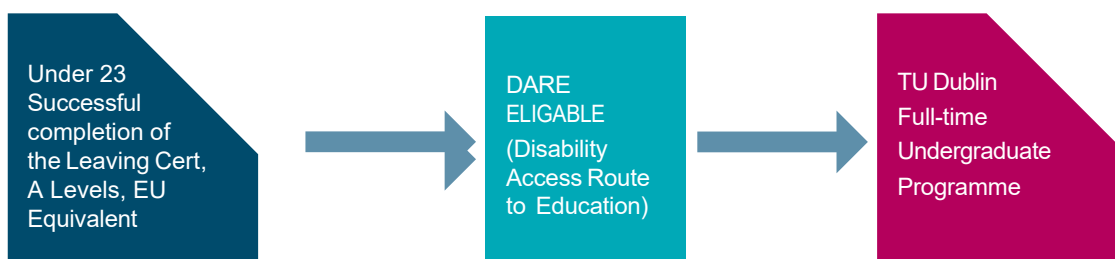 Under 23
Successful
completion of
the Leaving Cert,
A Levels, EU
Equivalent
DARE
ELIGABLE
(Disability
Access Route
to Education)
TU Dublin
Full-time
Undergraduate
Programme